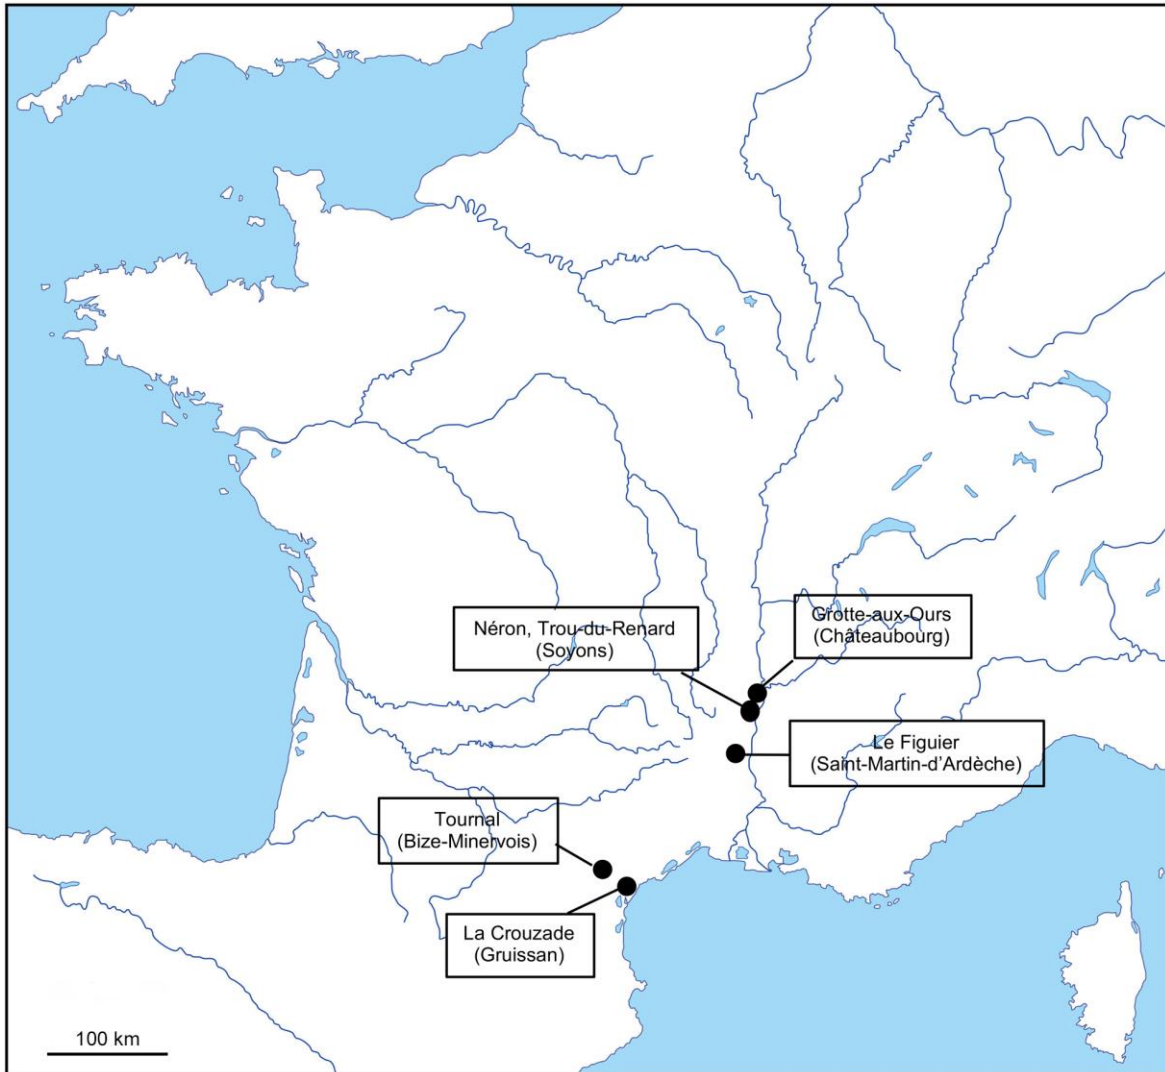 Grotte-aux-Ours
(Châteaubourg)
Néron, Trou-du-Renard
(Soyons)
Le Figuier
(Saint-Martin-d'Ardèche)
Tournal
(Bize-Minervois)
La Crouzade
(Gruissan)
100 km